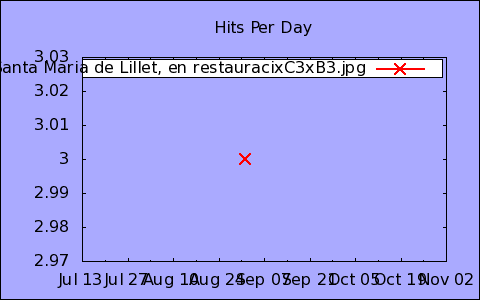 Hits Per Day
3.03
Santa Maria de Lillet, en restauracixC3xB3.jpg
3.02
3.01
3
2.99
2.98
2.97
Jul 13 Jul 27 Aug 10 Aug 24 Sep 07 Sep 21 Oct 05 Oct 19 Nov 02